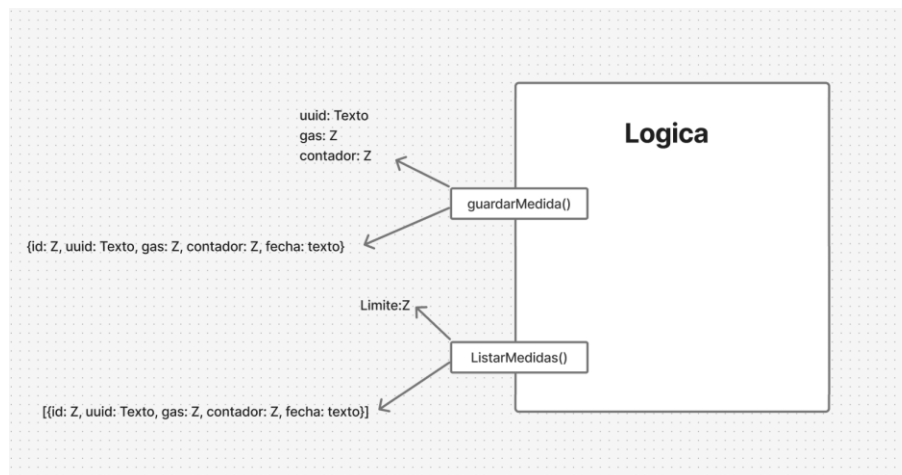 uuid: Texto
gas: Z
contador: Z
Logica
guardarMedida()
{id: Z, uuid: Texto, gas: Z, contador: Z, fecha: texto}
Limite:Z
ListarMedidas()
[{id: Z, uuid: Texto, gas: Z, contador: Z, fecha: texto}]